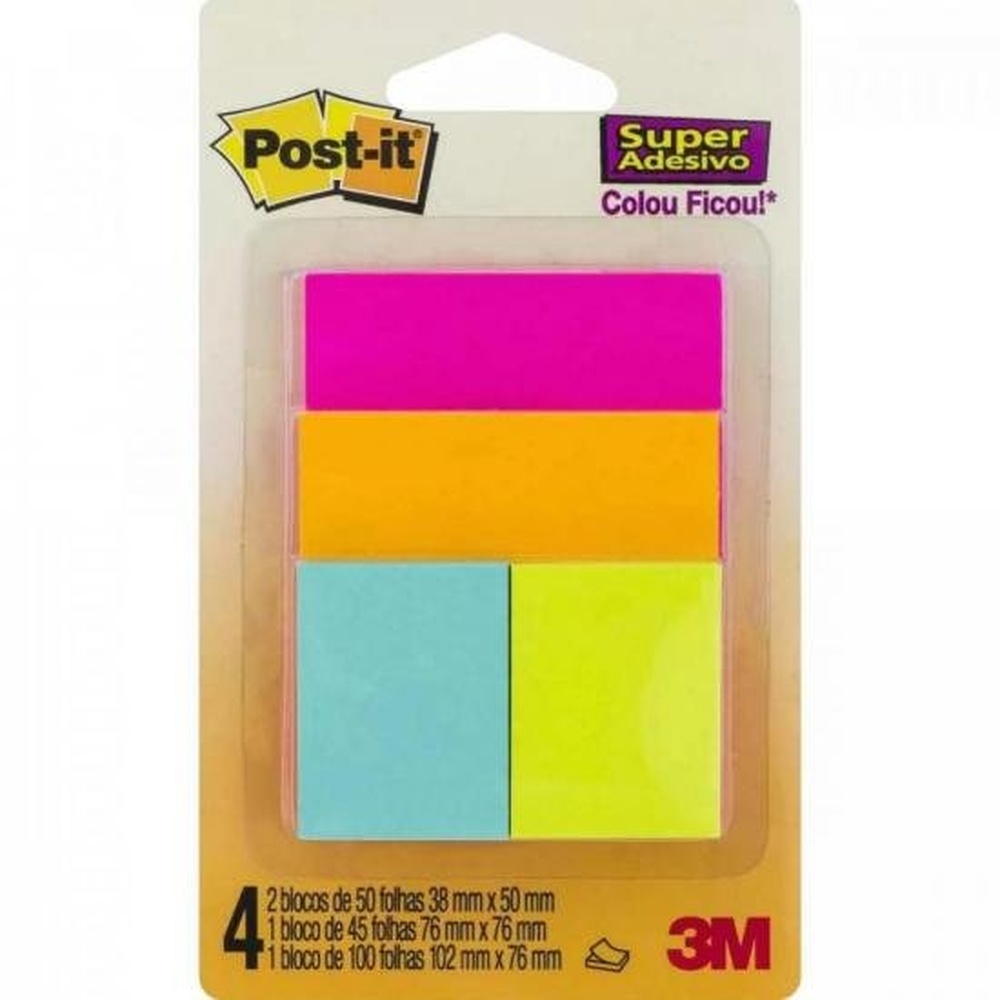 Post-it®
Super
Adesivo
Colou Ficou!*
4
2 blocos de 50 folhas 38 mm x 50 mm
1 bloco de 45 folhas 76 mm x 76 mm
1 bloco de 100 folhas 102 mm x 76 mm
3M